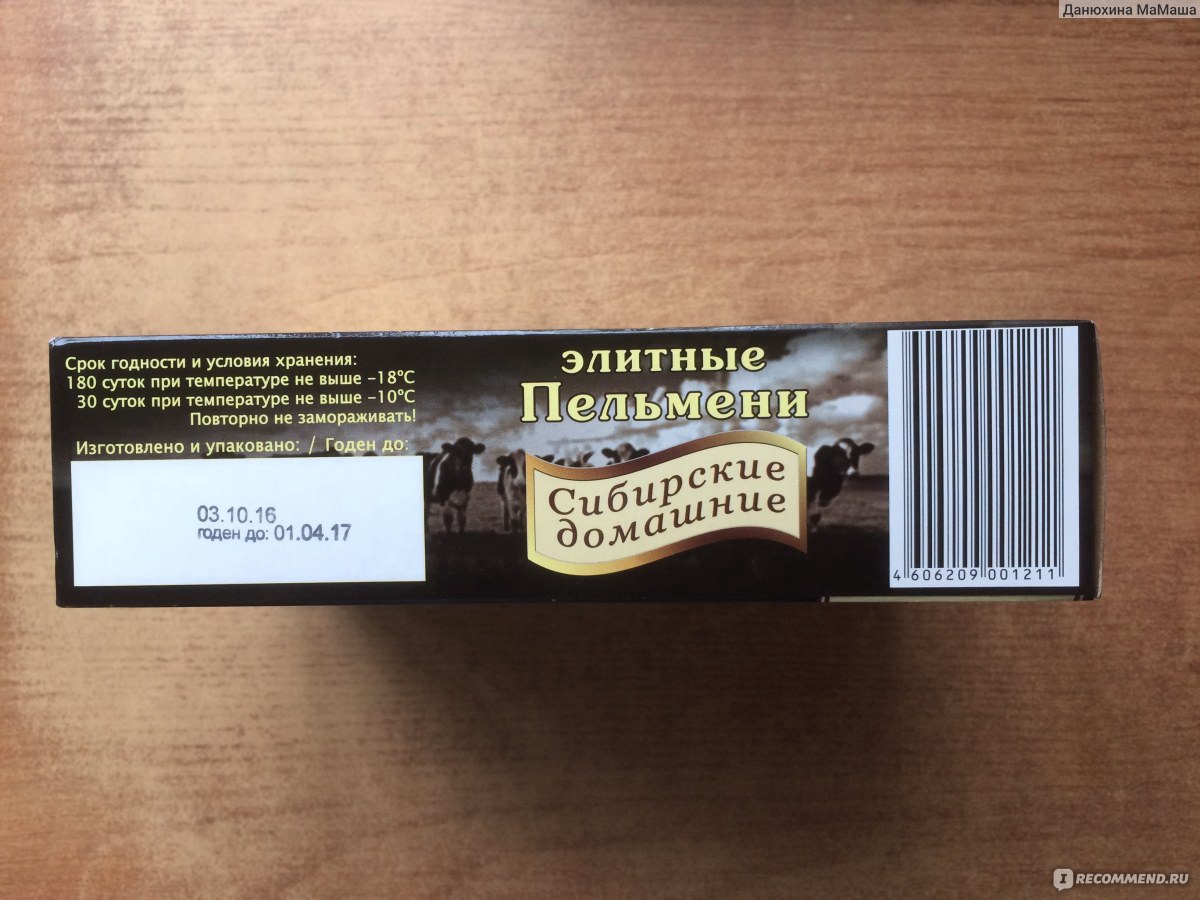 Данюхина МаМаша
Срок годности и условия хранения:
180 суток при температуре не выше –18°С
30 суток при температуре не выше –10°С
Повторно не замораживать!
Изготовлено и упаковано: / Годен до:
03.10.16
годен до: 01.04.17
элитные
Пельмени
Сибирские
домашние
4 606209 001211
IRECOMMEND.RU